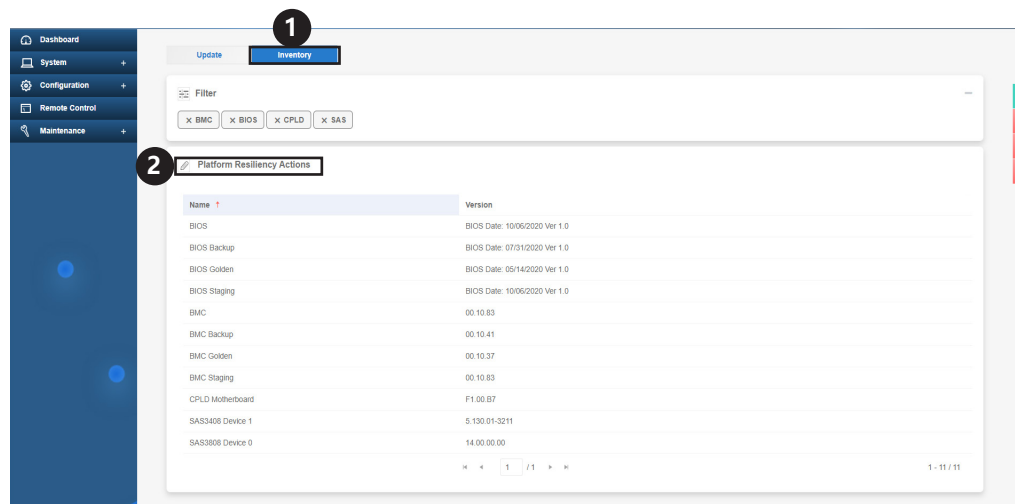 1
Dashboard
System +
Configuration +
Remote Control
Maintenance +
Update Inventory
Filter
× BMC × BIOS × CPLD × SAS
2 Platform Resiliency Actions
Name ↑ Version
BIOS BIOS Date: 10/06/2020 Ver 1.0
BIOS Backup BIOS Date: 07/31/2020 Ver 1.0
BIOS Golden BIOS Date: 05/14/2020 Ver 1.0
BIOS Staging BIOS Date: 10/06/2020 Ver 1.0
BMC 00.10.83
BMC Backup 00.10.41
BMC Golden 00.10.37
BMC Staging 00.10.83
CPLD Motherboard F1.00.B7
SAS3408 Device 1 5.130.01-3211
SAS3808 Device 0 14.00.00.00
1 / 1 1 - 11 / 11